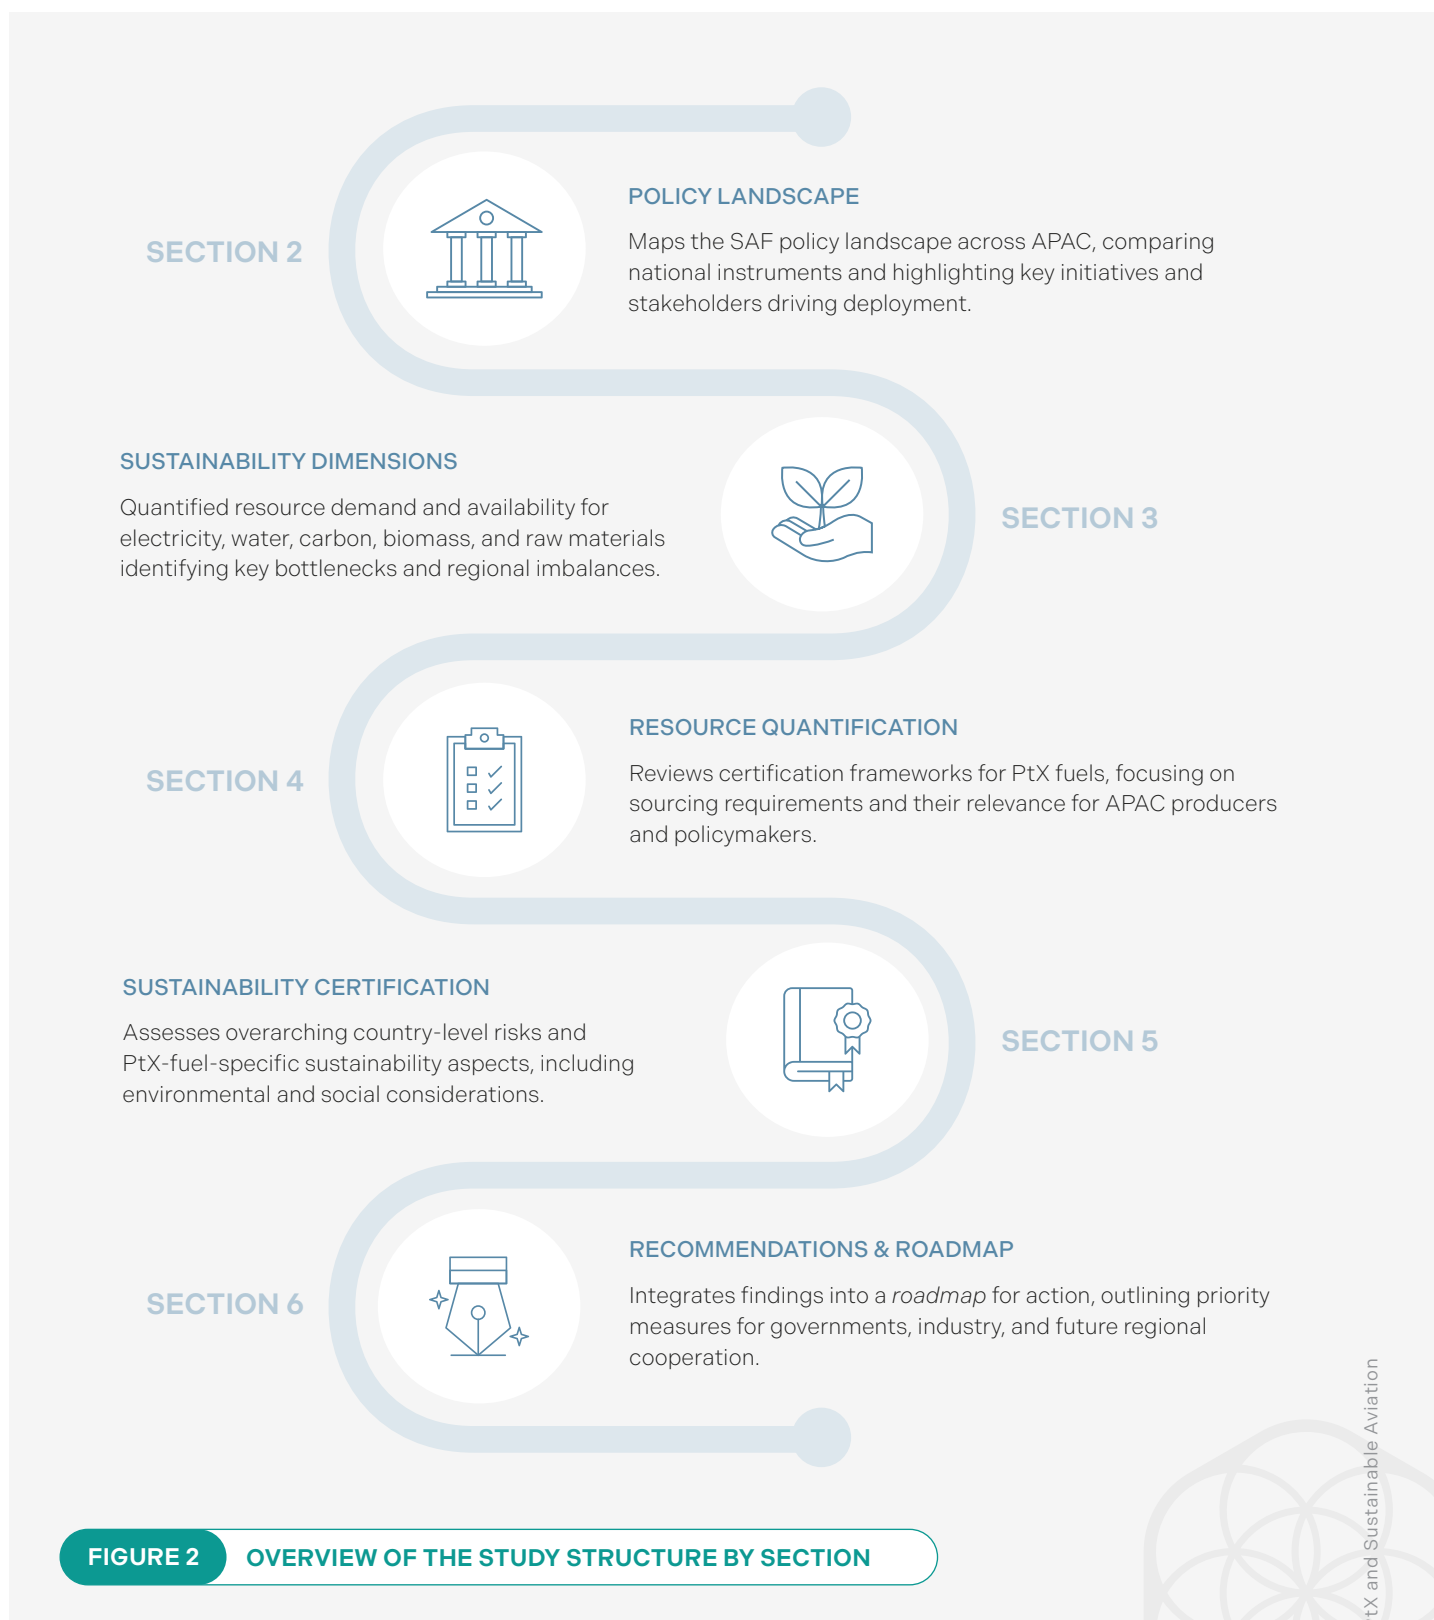 SECTION 2
POLICY LANDSCAPE
Maps the SAF policy landscape across APAC, comparing
national instruments and highlighting key initiatives and
stakeholders driving deployment.
SUSTAINABILITY DIMENSIONS
Quantified resource demand and availability for
electricity, water, carbon, biomass, and raw materials
identifying key bottlenecks and regional imbalances.
SECTION 3
SECTION 4
RESOURCE QUANTIFICATION
Reviews certification frameworks for PtX fuels, focusing on
sourcing requirements and their relevance for APAC producers
and policymakers.
SUSTAINABILITY CERTIFICATION
Assesses overarching country-level risks and
PtX-fuel-specific sustainability aspects, including
environmental and social considerations.
SECTION 5
SECTION 6
RECOMMENDATIONS & ROADMAP
Integrates findings into a roadmap for action, outlining priority
measures for governments, industry, and future regional
cooperation.
FIGURE 2 OVERVIEW OF THE STUDY STRUCTURE BY SECTION
and Sustainable Aviation